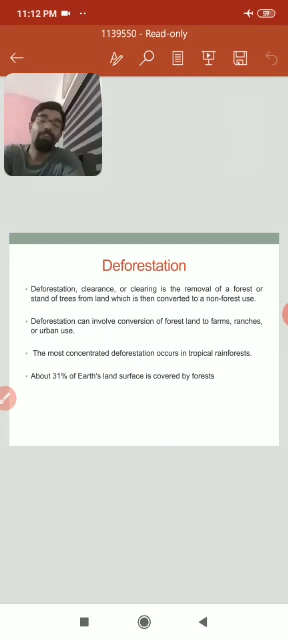 11:12 PM
59
1139550 - Read-only
Deforestation
• Deforestation, clearance, or clearing is the removal of a forest or
stand of trees from land which is then converted to a non-forest use.
• Deforestation can involve conversion of forest land to farms, ranches,
or urban use.
• The most concentrated deforestation occurs in tropical rainforests.
• About 31% of Earth's land surface is covered by forests